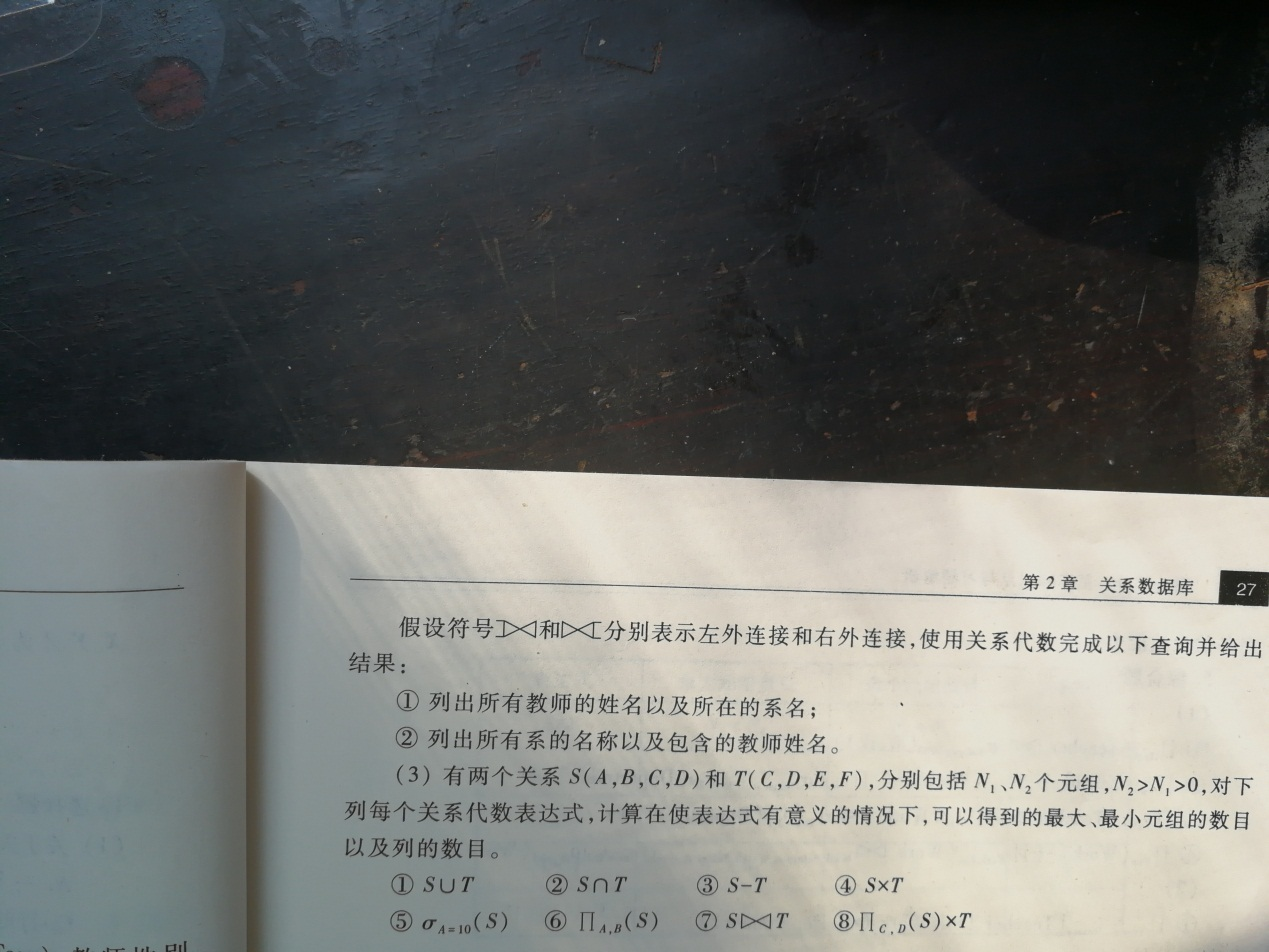 第2章 关系数据库 27
假设符号⟕和⟖分别表示左外连接和右外连接,使用关系代数完成以下查询并给出
结果:
① 列出所有教师的姓名以及所在的系名;
② 列出所有系的名称以及包含的教师姓名。
(3) 有两个关系 S(A,B,C,D)和 T(C,D,E,F),分别包括 N₁、N₂个元组,N₂>N₁>0,对下
列每个关系代数表达式,计算在使表达式有意义的情况下,可以得到的最大、最小元组的数目
以及列的数目。
① S∪T ② S∩T ③ S-T ④ S×T
⑤ σ_{A=10}(S) ⑥ ∏_{A,B}(S) ⑦ S⋈T ⑧∏_{C,D}(S)×T